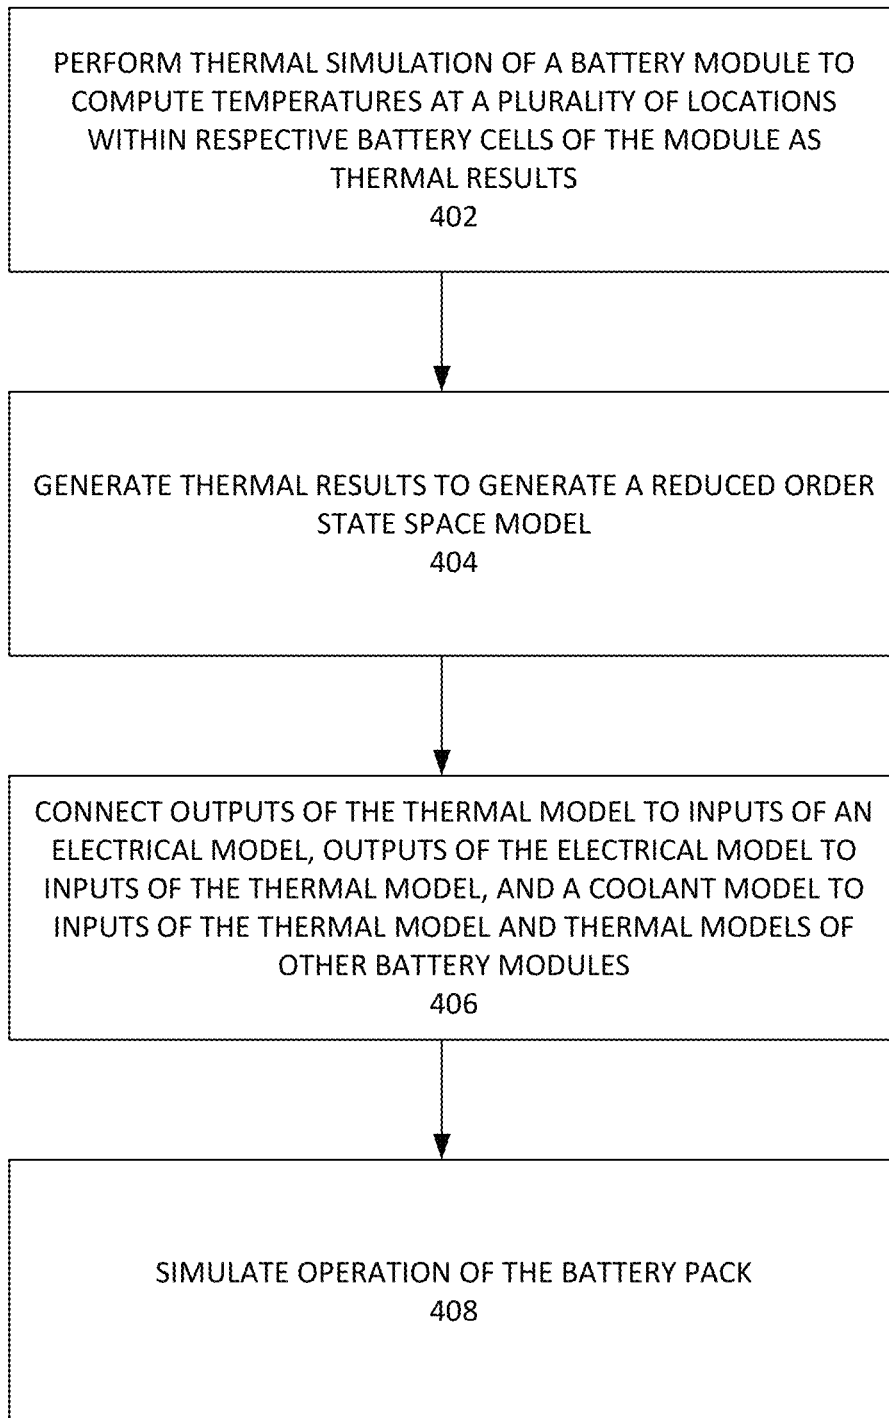 PERFORM THERMAL SIMULATION OF A BATTERY MODULE TO
COMPUTE TEMPERATURES AT A PLURALITY OF LOCATIONS
WITHIN RESPECTIVE BATTERY CELLS OF THE MODULE AS
THERMAL RESULTS
402
GENERATE THERMAL RESULTS TO GENERATE A REDUCED ORDER
STATE SPACE MODEL
404
CONNECT OUTPUTS OF THE THERMAL MODEL TO INPUTS OF AN
ELECTRICAL MODEL, OUTPUTS OF THE ELECTRICAL MODEL TO
INPUTS OF THE THERMAL MODEL, AND A COOLANT MODEL TO
INPUTS OF THE THERMAL MODEL AND THERMAL MODELS OF
OTHER BATTERY MODULES
406
SIMULATE OPERATION OF THE BATTERY PACK
408